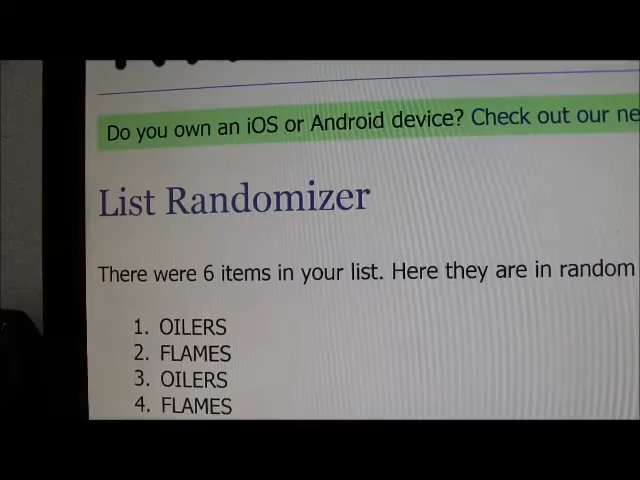 Do you own an iOS or Android device? Check out our ne
List Randomizer
There were 6 items in your list. Here they are in random
1. OILERS
2. FLAMES
3. OILERS
4. FLAMES